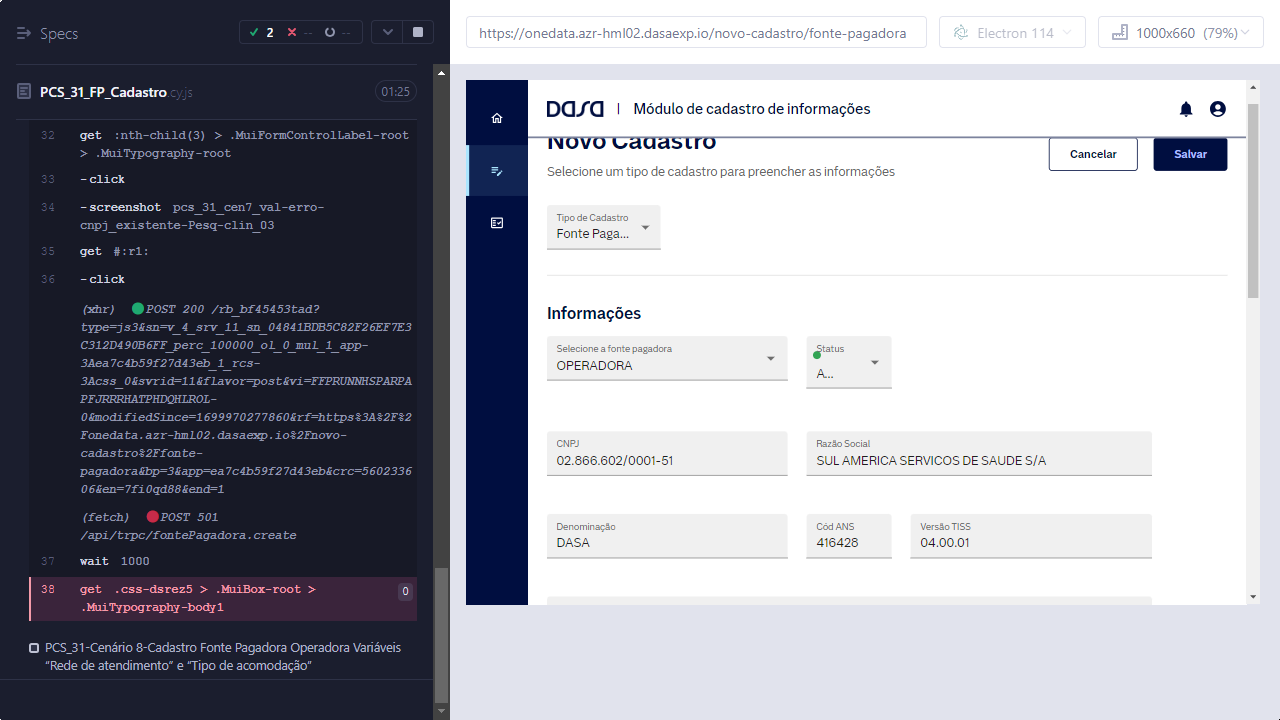 Specs
2
--
--
PCS_31_FP_Cadastro.cy.js
01:25
32 get :nth-child(3) > .MuiFormControlLabel-root
> .MuiTypography-root
33 -click
34 -screenshot pcs_31_cen7_val-erro-
cnpj_existente-Pesq-clin_03
35 get #:r1:
36 -click
(xhr) POST 200 /rb_bf45453tad?
type=js3&sn=v_4_srv_11_sn_04841BDB5C82F26EF7E3
C312D490B6FF_perc_100000_ol_0_mul_1_app-
3Aea7c4b59f27d43eb_1_rcs-
3Acss_0&svrid=11&flavor=post&vi=FFPRUNNHSPARPA
PFJRRRHATPHDQHLROL-
0&modifiedSince=1699970277860&rf=https%3A%2F%2
Fonedata.azr-hml02.dasaexp.io%2Fnovo-
cadastro%2Ffonte-
pagadora&bp=3&app=ea7c4b59f27d43eb&crc=5602336
06&en=7fi0qd88&end=1
(fetch) POST 501
/api/trpc/fontePagadora.create
37 wait 1000
38 get .css-dsrez5 > .MuiBox-root >
.MuiTypography-body1
0
PCS_31-Cenário 8-Cadastro Fonte Pagadora Operadora Variáveis
“Rede de atendimento” e “Tipo de acomodação”
https://onedata.azr-hml02.dasaexp.io/novo-cadastro/fonte-pagadora
Electron 114
1000x660 (79%)
DASA | Módulo de cadastro de informações
Novo Cadastro
Selecione um tipo de cadastro para preencher as informações
Cancelar
Salvar
Tipo de Cadastro
Fonte Paga...
Informações
Selecione a fonte pagadora
OPERADORA
Status
A...
CNPJ
02.866.602/0001-51
Razão Social
SUL AMERICA SERVICOS DE SAUDE S/A
Denominação
DASA
Cód ANS
416428
Versão TISS
04.00.01